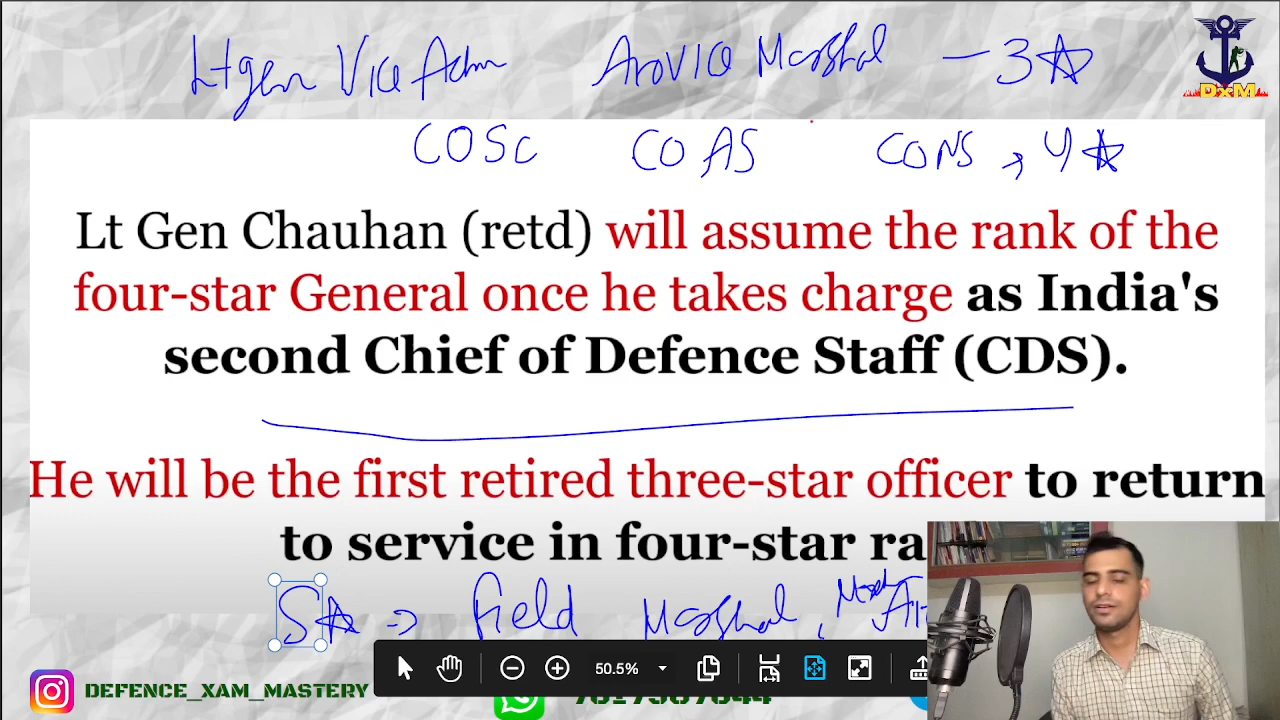 Lt gen Vice Adm Air Vice Marshal - 3☆
DxM
COSC COAS CONS → 4☆
Lt Gen Chauhan (retd) will assume the rank of the
four-star General once he takes charge as India's
second Chief of Defence Staff (CDS).
He will be the first retired three-star officer to return
to service in four-star ra
5☆ → Field Marshal,
50.5%
DEFENCE_XAM_MASTERY